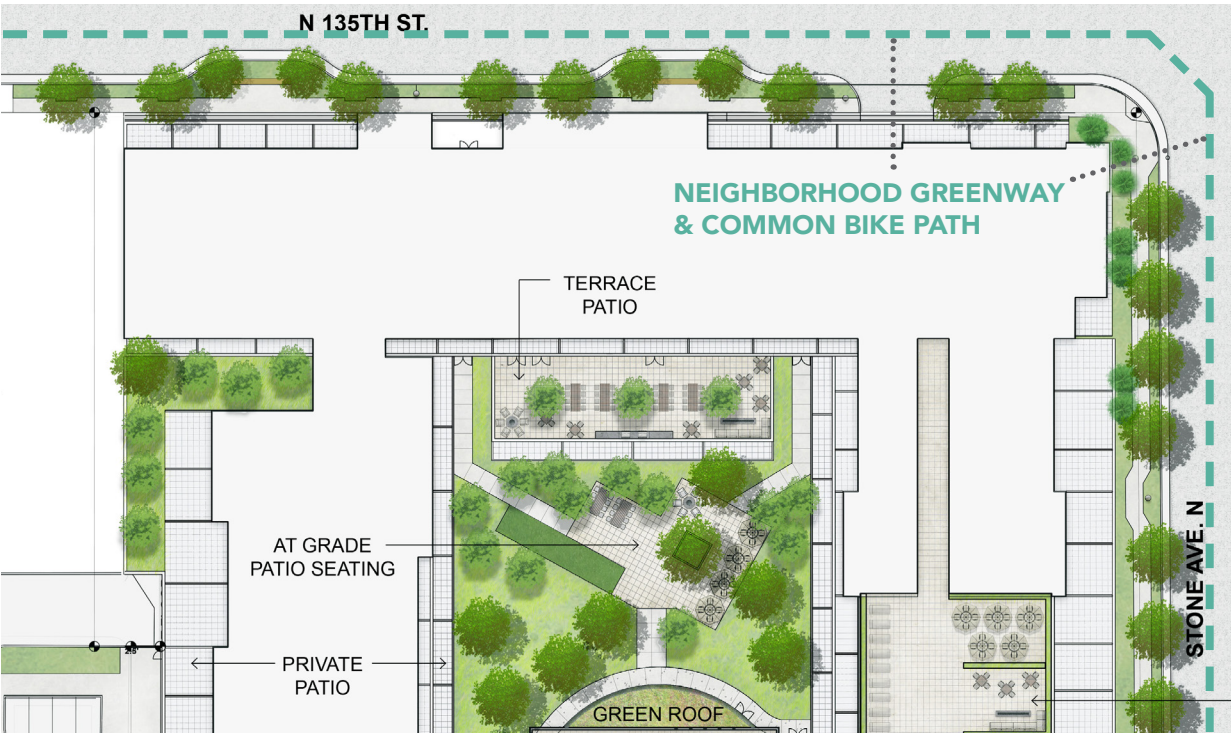 N 135TH ST.
NEIGHBORHOOD GREENWAY
& COMMON BIKE PATH
TERRACE
PATIO
AT GRADE
PATIO SEATING
STONE AVE. N
PRIVATE
PATIO
GREEN ROOF